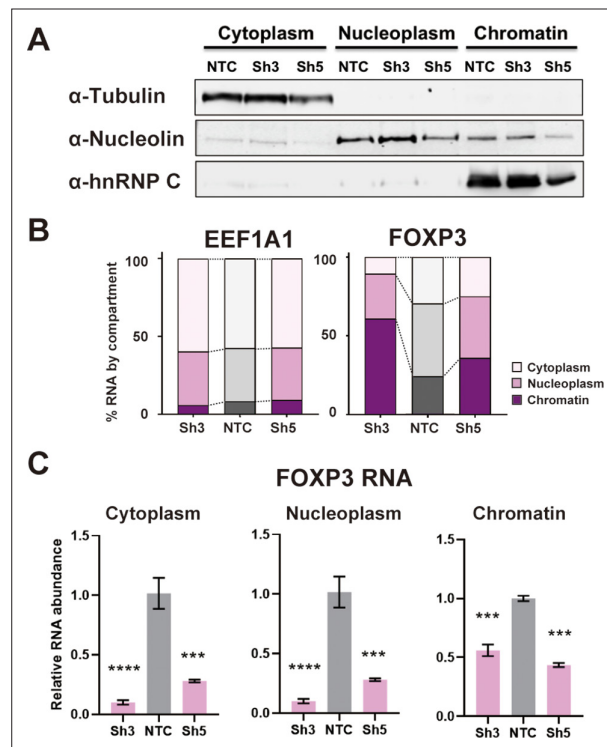 A
Cytoplasm Nucleoplasm Chromatin
NTC Sh3 Sh5 NTC Sh3 Sh5 NTC Sh3 Sh5
α-Tubulin
α-Nucleolin
α-hnRNP C
B
EEF1A1 FOXP3
% RNA by compartment
100 100
50 50
0 0
Sh3 NTC Sh5 Sh3 NTC Sh5
Cytoplasm
Nucleoplasm
Chromatin
C
FOXP3 RNA
Cytoplasm Nucleoplasm Chromatin
Relative RNA abundance
1.5 1.5 1.5
1.0 1.0 1.0
0.5 0.5 0.5
0.0 0.0 0.0
**** *** **** *** *** ***
Sh3 NTC Sh5 Sh3 NTC Sh5 Sh3 NTC Sh5